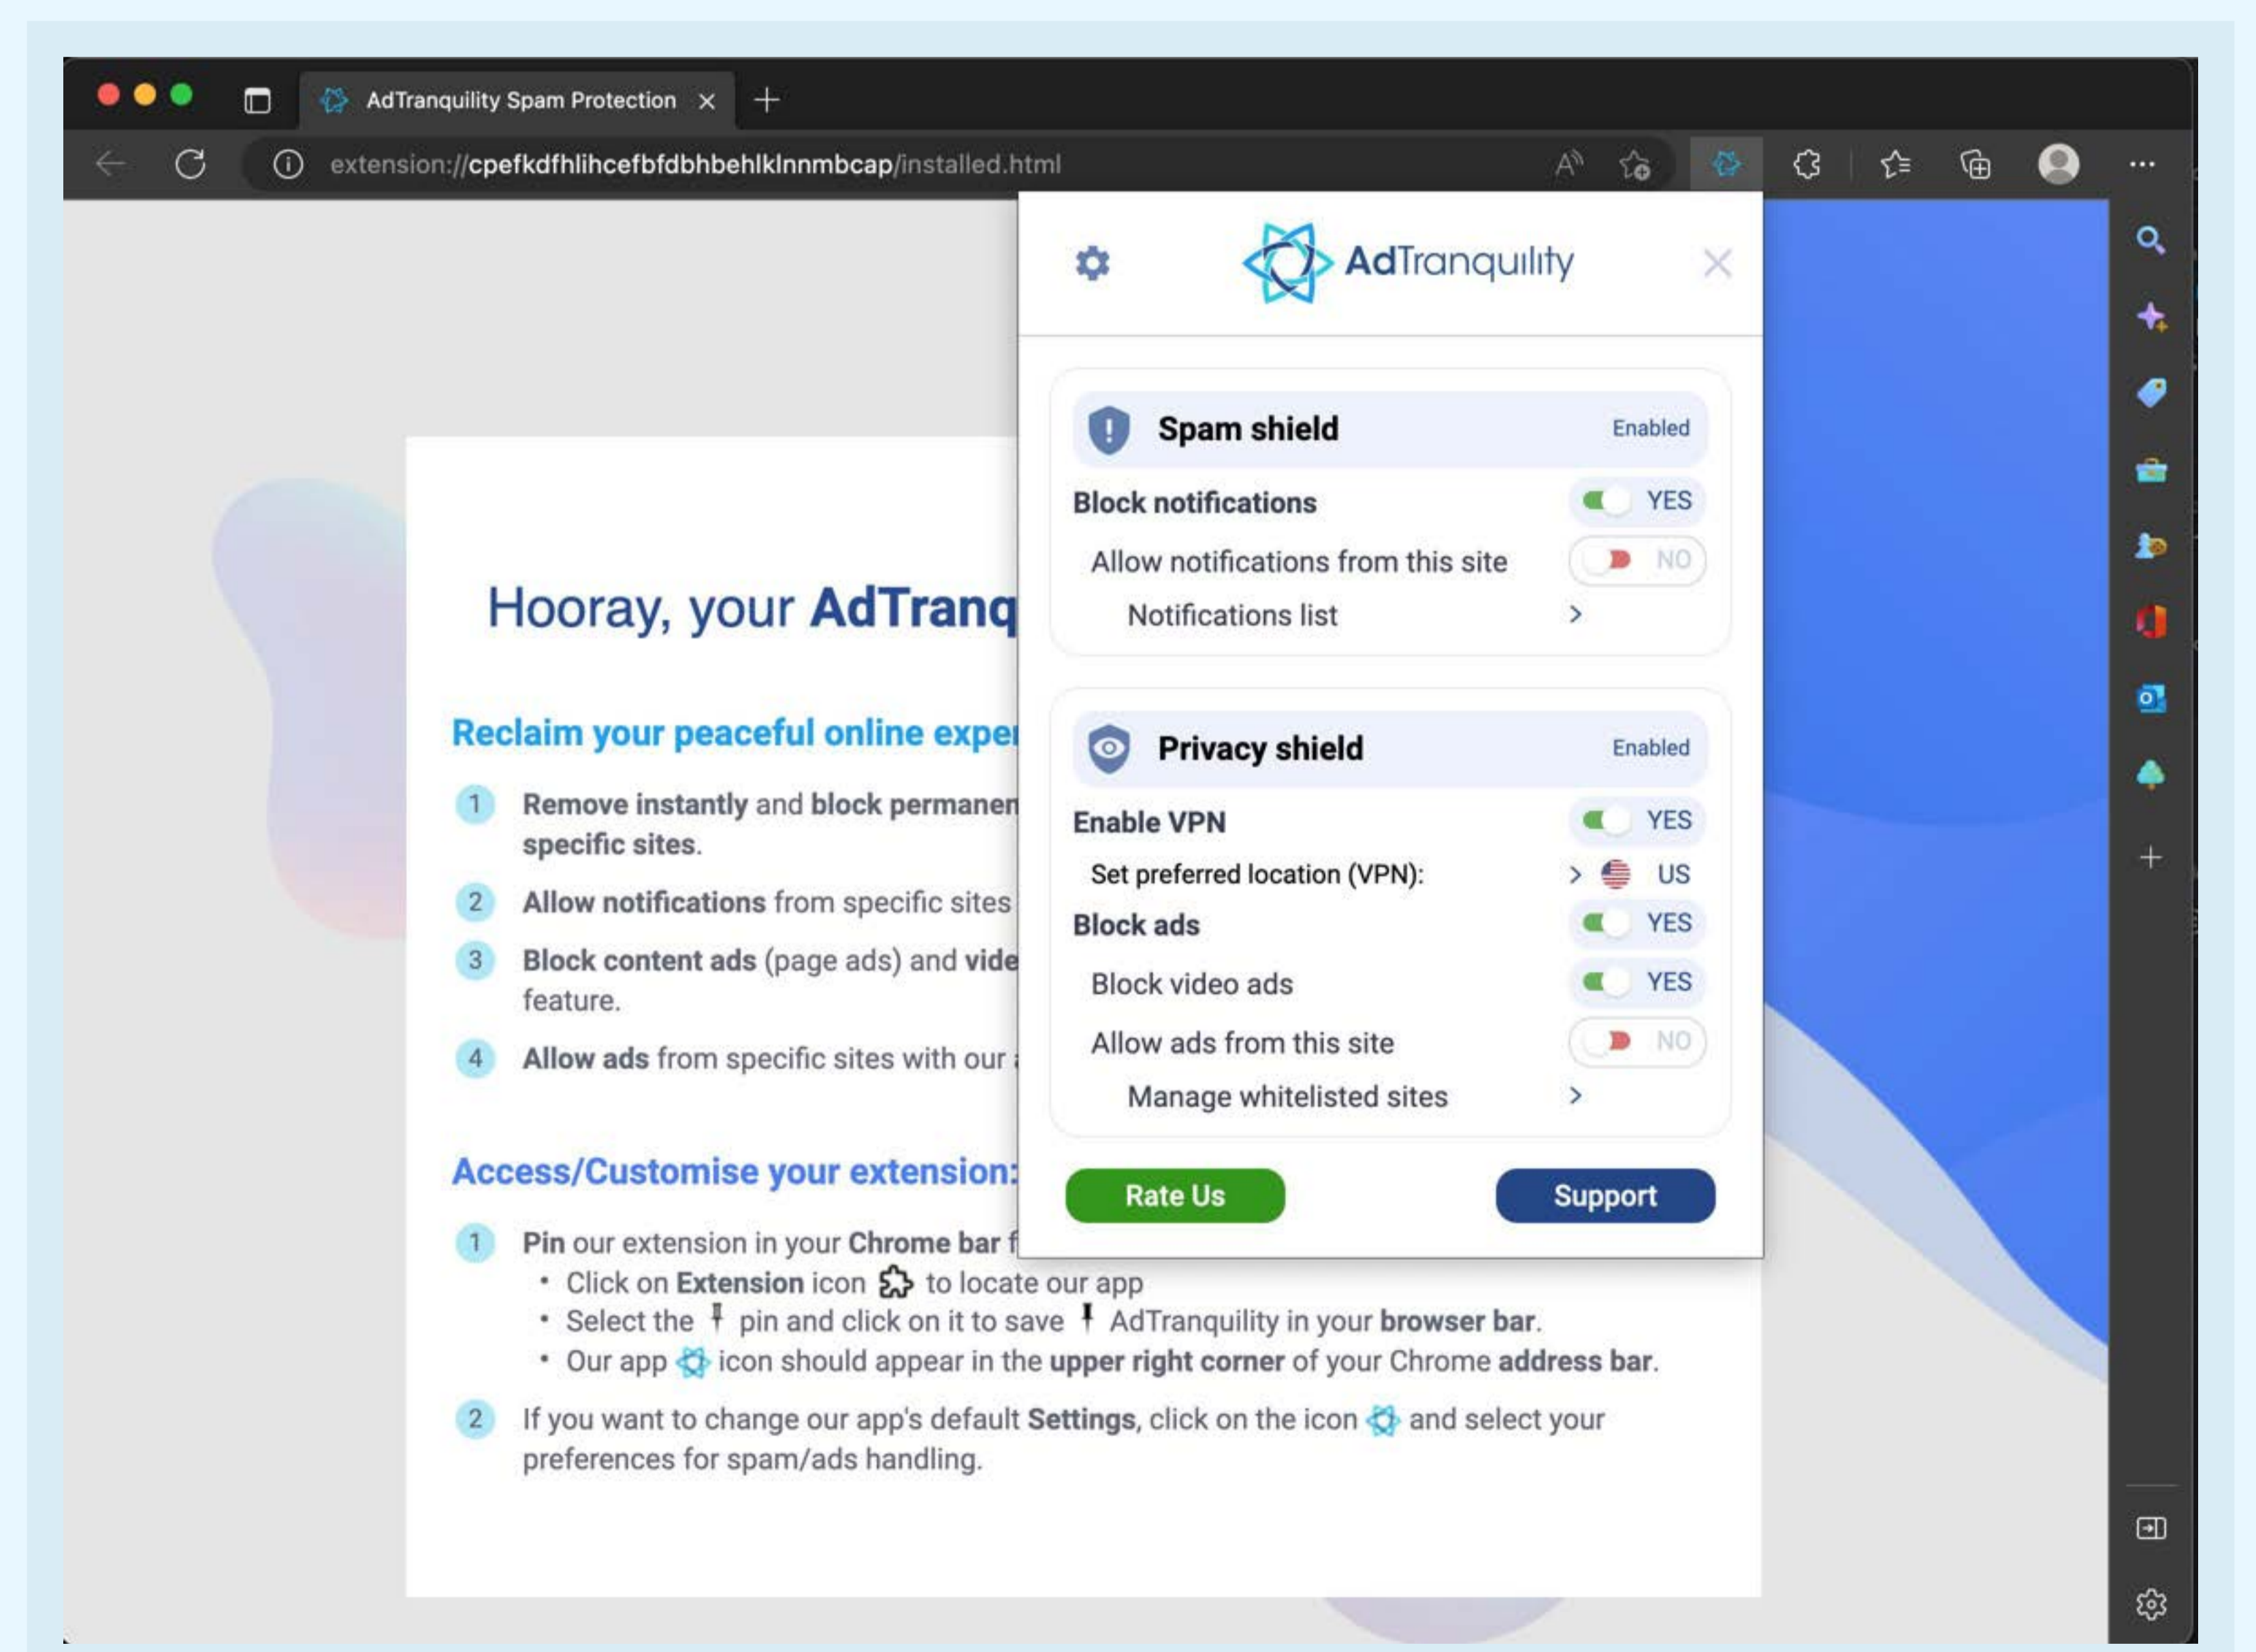 AdTranquility Spam Protection
extension://cpefkdfhlihcefbfdbhbehlklnnmbcap/installed.html
AdTranquility
Spam shield Enabled
Block notifications YES
Allow notifications from this site NO
Notifications list
Privacy shield Enabled
Enable VPN YES
Set preferred location (VPN): US
Block ads YES
Block video ads YES
Allow ads from this site NO
Manage whitelisted sites
Rate Us Support
Hooray, your AdTranq
Reclaim your peaceful online exper
1 Remove instantly and block permanen
specific sites.
2 Allow notifications from specific sites
3 Block content ads (page ads) and vide
feature.
4 Allow ads from specific sites with our
Access/Customise your extension:
1 Pin our extension in your Chrome bar f
• Click on Extension icon to locate our app
• Select the pin and click on it to save AdTranquility in your browser bar.
• Our app icon should appear in the upper right corner of your Chrome address bar.
2 If you want to change our app's default Settings, click on the icon and select your
preferences for spam/ads handling.